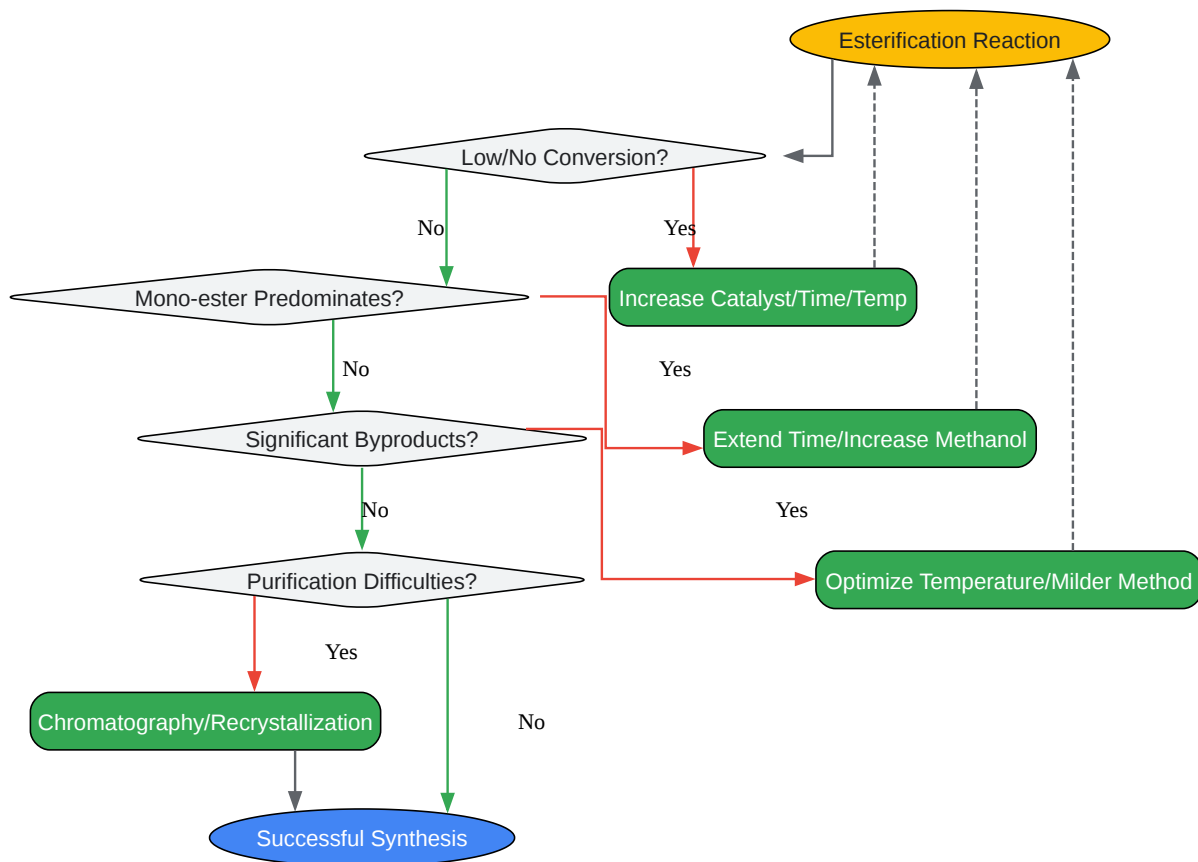 Esterification Reaction
Low/No Conversion?
No
Yes
Mono-ester Predominates?
Increase Catalyst/Time/Temp
No
Yes
Significant Byproducts?
Extend Time/Increase Methanol
No
Yes
Purification Difficulties?
Optimize Temperature/Milder Method
Yes
Chromatography/Recrystallization
No
Successful Synthesis